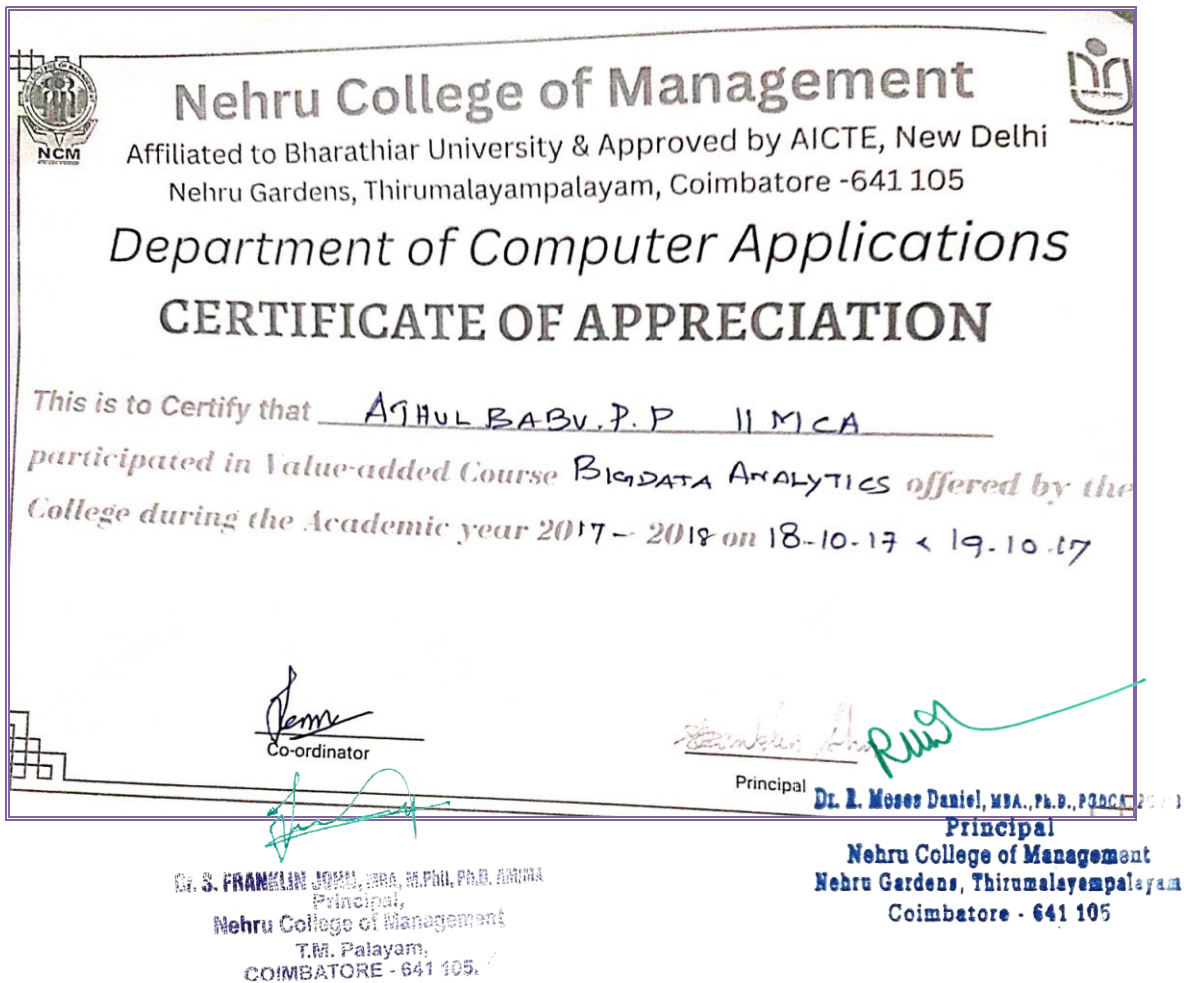 NCM
Nehru College of Management
Affiliated to Bharathiar University & Approved by AICTE, New Delhi
Nehru Gardens, Thirumalayampalayam, Coimbatore -641 105
Department of Computer Applications
CERTIFICATE OF APPRECIATION
This is to Certify that ATHUL BABU. P. P II MCA
participated in Value-added Course BIGDATA ANALYTICS offered by the
College during the Academic year 2017 - 2018 on 18-10-17 & 19-10-17
Co-ordinator
Principal
Dr. R. Moses Daniel, MBA., Ph.D., PGDCA
Principal
Nehru College of Management
Nehru Gardens, Thirumalayampalayam
Coimbatore - 641 105
Dr. S. FRANKLIN JOHN, MBA, M.Phil, Ph.D. AMIMA
Principal,
Nehru College of Management
T.M. Palayam,
COIMBATORE - 641 105.